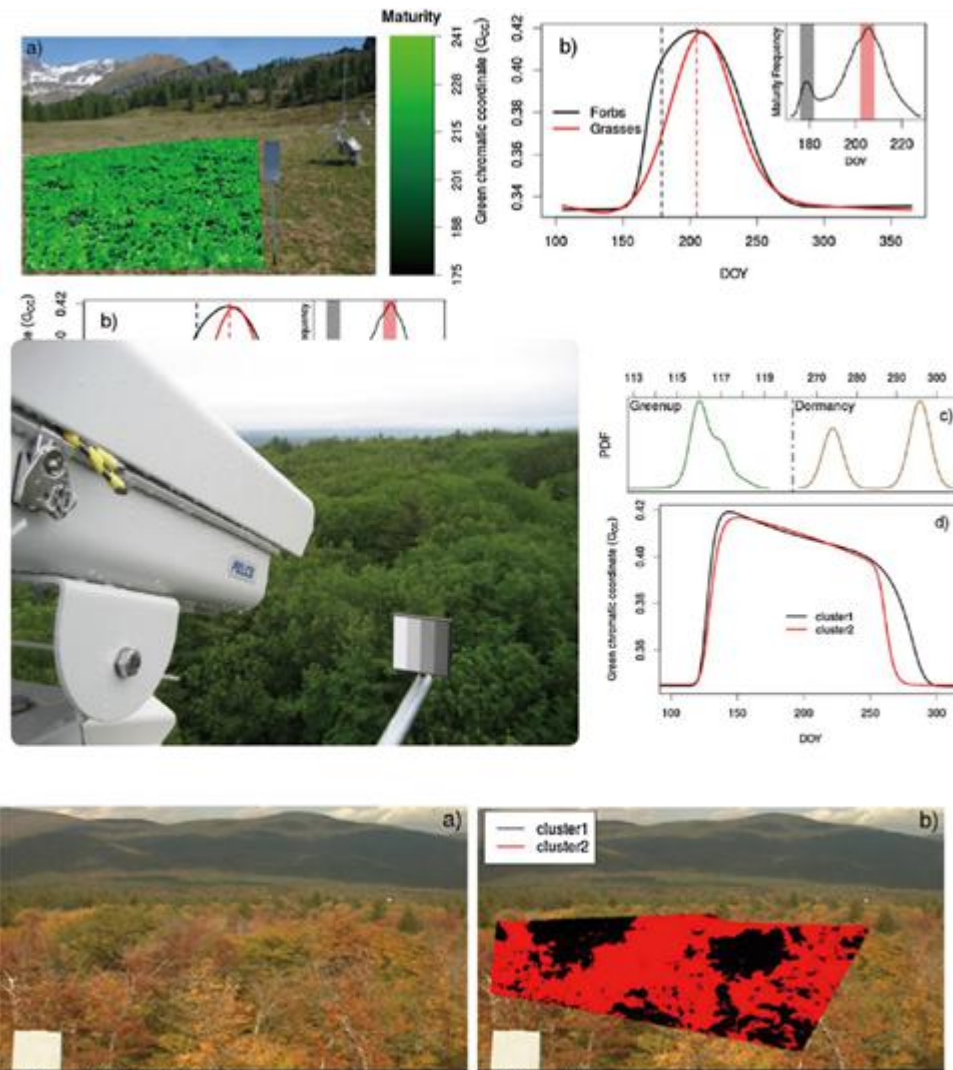 Maturity
a)
241
228
215
201
188
175
Green chromatic coordinate (GCC)
b)
0.42
0.40
0.38
0.36
0.34
Forbs
Grasses
100 150 200 250 300 350
DOY
Maturity Frequency
180 200 220
DOY
0.42
b)
113 115 117 119 270 280 290 300
Greenup
Dormancy
c)
PDF
PELCO
d)
0.42
0.40
0.38
0.36
Green chromatic coordinate (GCC)
cluster1
cluster2
100 150 200 250 300
DOY
a)
b)
cluster1
cluster2